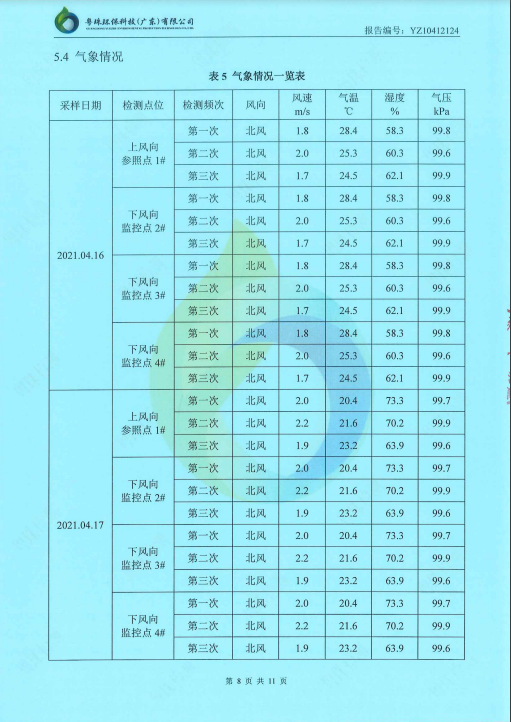 粤珠环保科技(广东)有限公司
报告编号：YZ10412124
5.4 气象情况
表 5 气象情况一览表
采样日期 检测点位 检测频次 风向 风速 m/s 气温 ℃ 湿度 % 气压 kPa
2021.04.16
上风向 参照点 1#
第一次 北风 1.8 28.4 58.3 99.8
第二次 北风 2.0 25.3 60.3 99.6
第三次 北风 1.7 24.5 62.1 99.9
下风向 监控点 2#
第一次 北风 1.8 28.4 58.3 99.8
第二次 北风 2.0 25.3 60.3 99.6
第三次 北风 1.7 24.5 62.1 99.9
下风向 监控点 3#
第一次 北风 1.8 28.4 58.3 99.8
第二次 北风 2.0 25.3 60.3 99.6
第三次 北风 1.7 24.5 62.1 99.9
下风向 监控点 4#
第一次 北风 1.8 28.4 58.3 99.8
第二次 北风 2.0 25.3 60.3 99.6
第三次 北风 1.7 24.5 62.1 99.9
2021.04.17
上风向 参照点 1#
第一次 北风 2.0 20.4 73.3 99.7
第二次 北风 2.2 21.6 70.2 99.9
第三次 北风 1.9 23.2 63.9 99.6
下风向 监控点 2#
第一次 北风 2.0 20.4 73.3 99.7
第二次 北风 2.2 21.6 70.2 99.9
第三次 北风 1.9 23.2 63.9 99.6
下风向 监控点 3#
第一次 北风 2.0 20.4 73.3 99.7
第二次 北风 2.2 21.6 70.2 99.9
第三次 北风 1.9 23.2 63.9 99.6
下风向 监控点 4#
第一次 北风 2.0 20.4 73.3 99.7
第二次 北风 2.2 21.6 70.2 99.9
第三次 北风 1.9 23.2 63.9 99.6
第 8 页 共 11 页